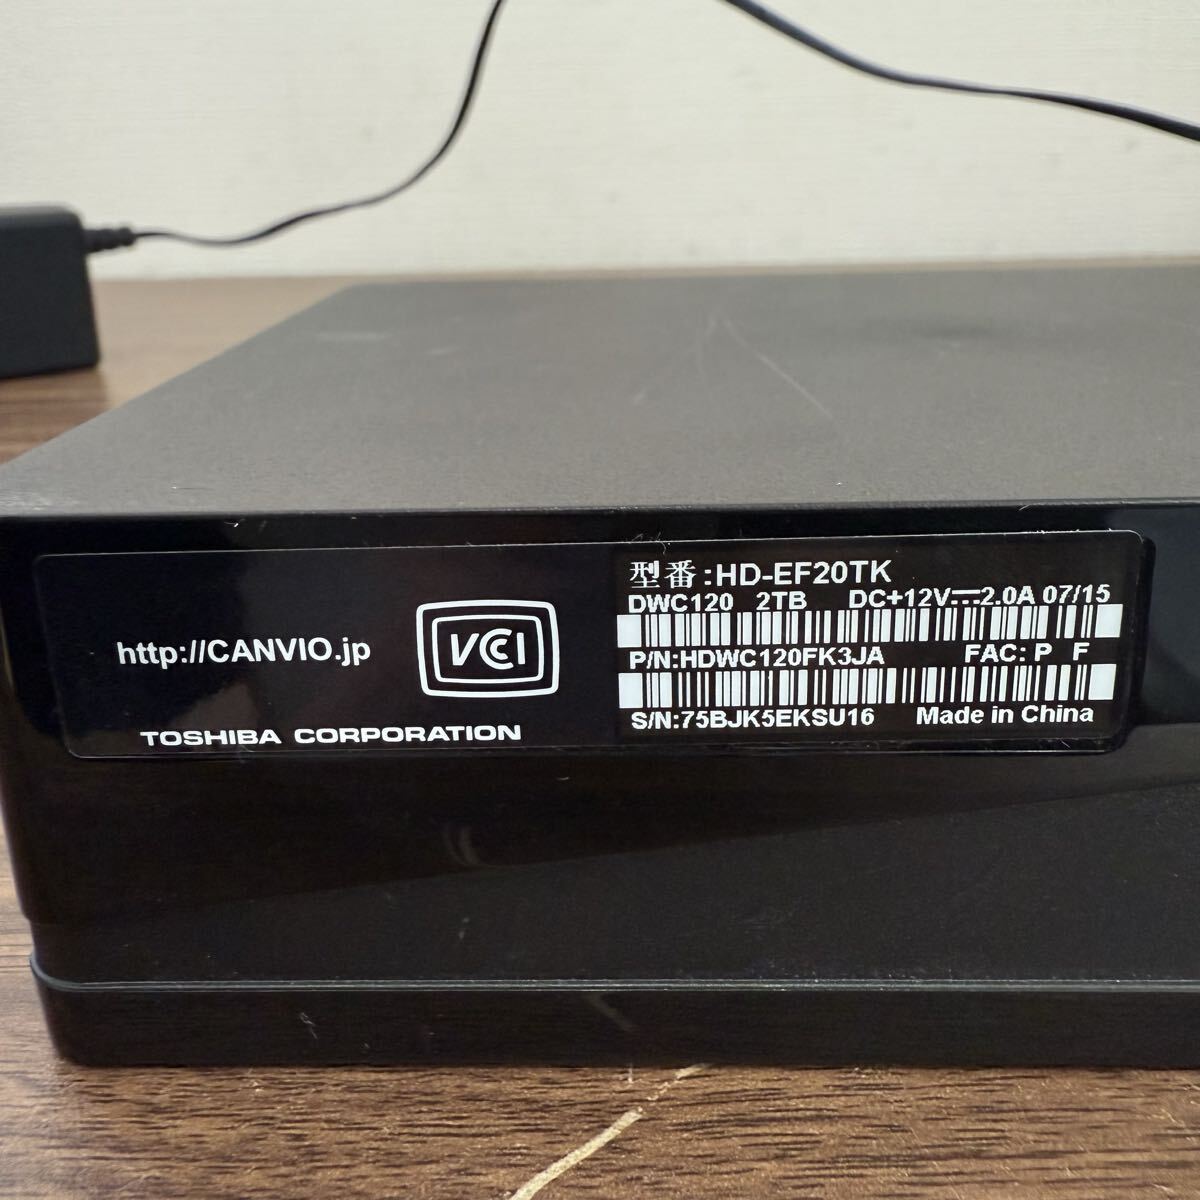 http://CANVIO.jp
VCCI
TOSHIBA CORPORATION
型番:HD-EF20TK
DWC120 2TB DC+12V⎓2.0A 07/15
P/N:HDWC120FK3JA FAC: P F
S/N:75BJK5EKSU16 Made in China